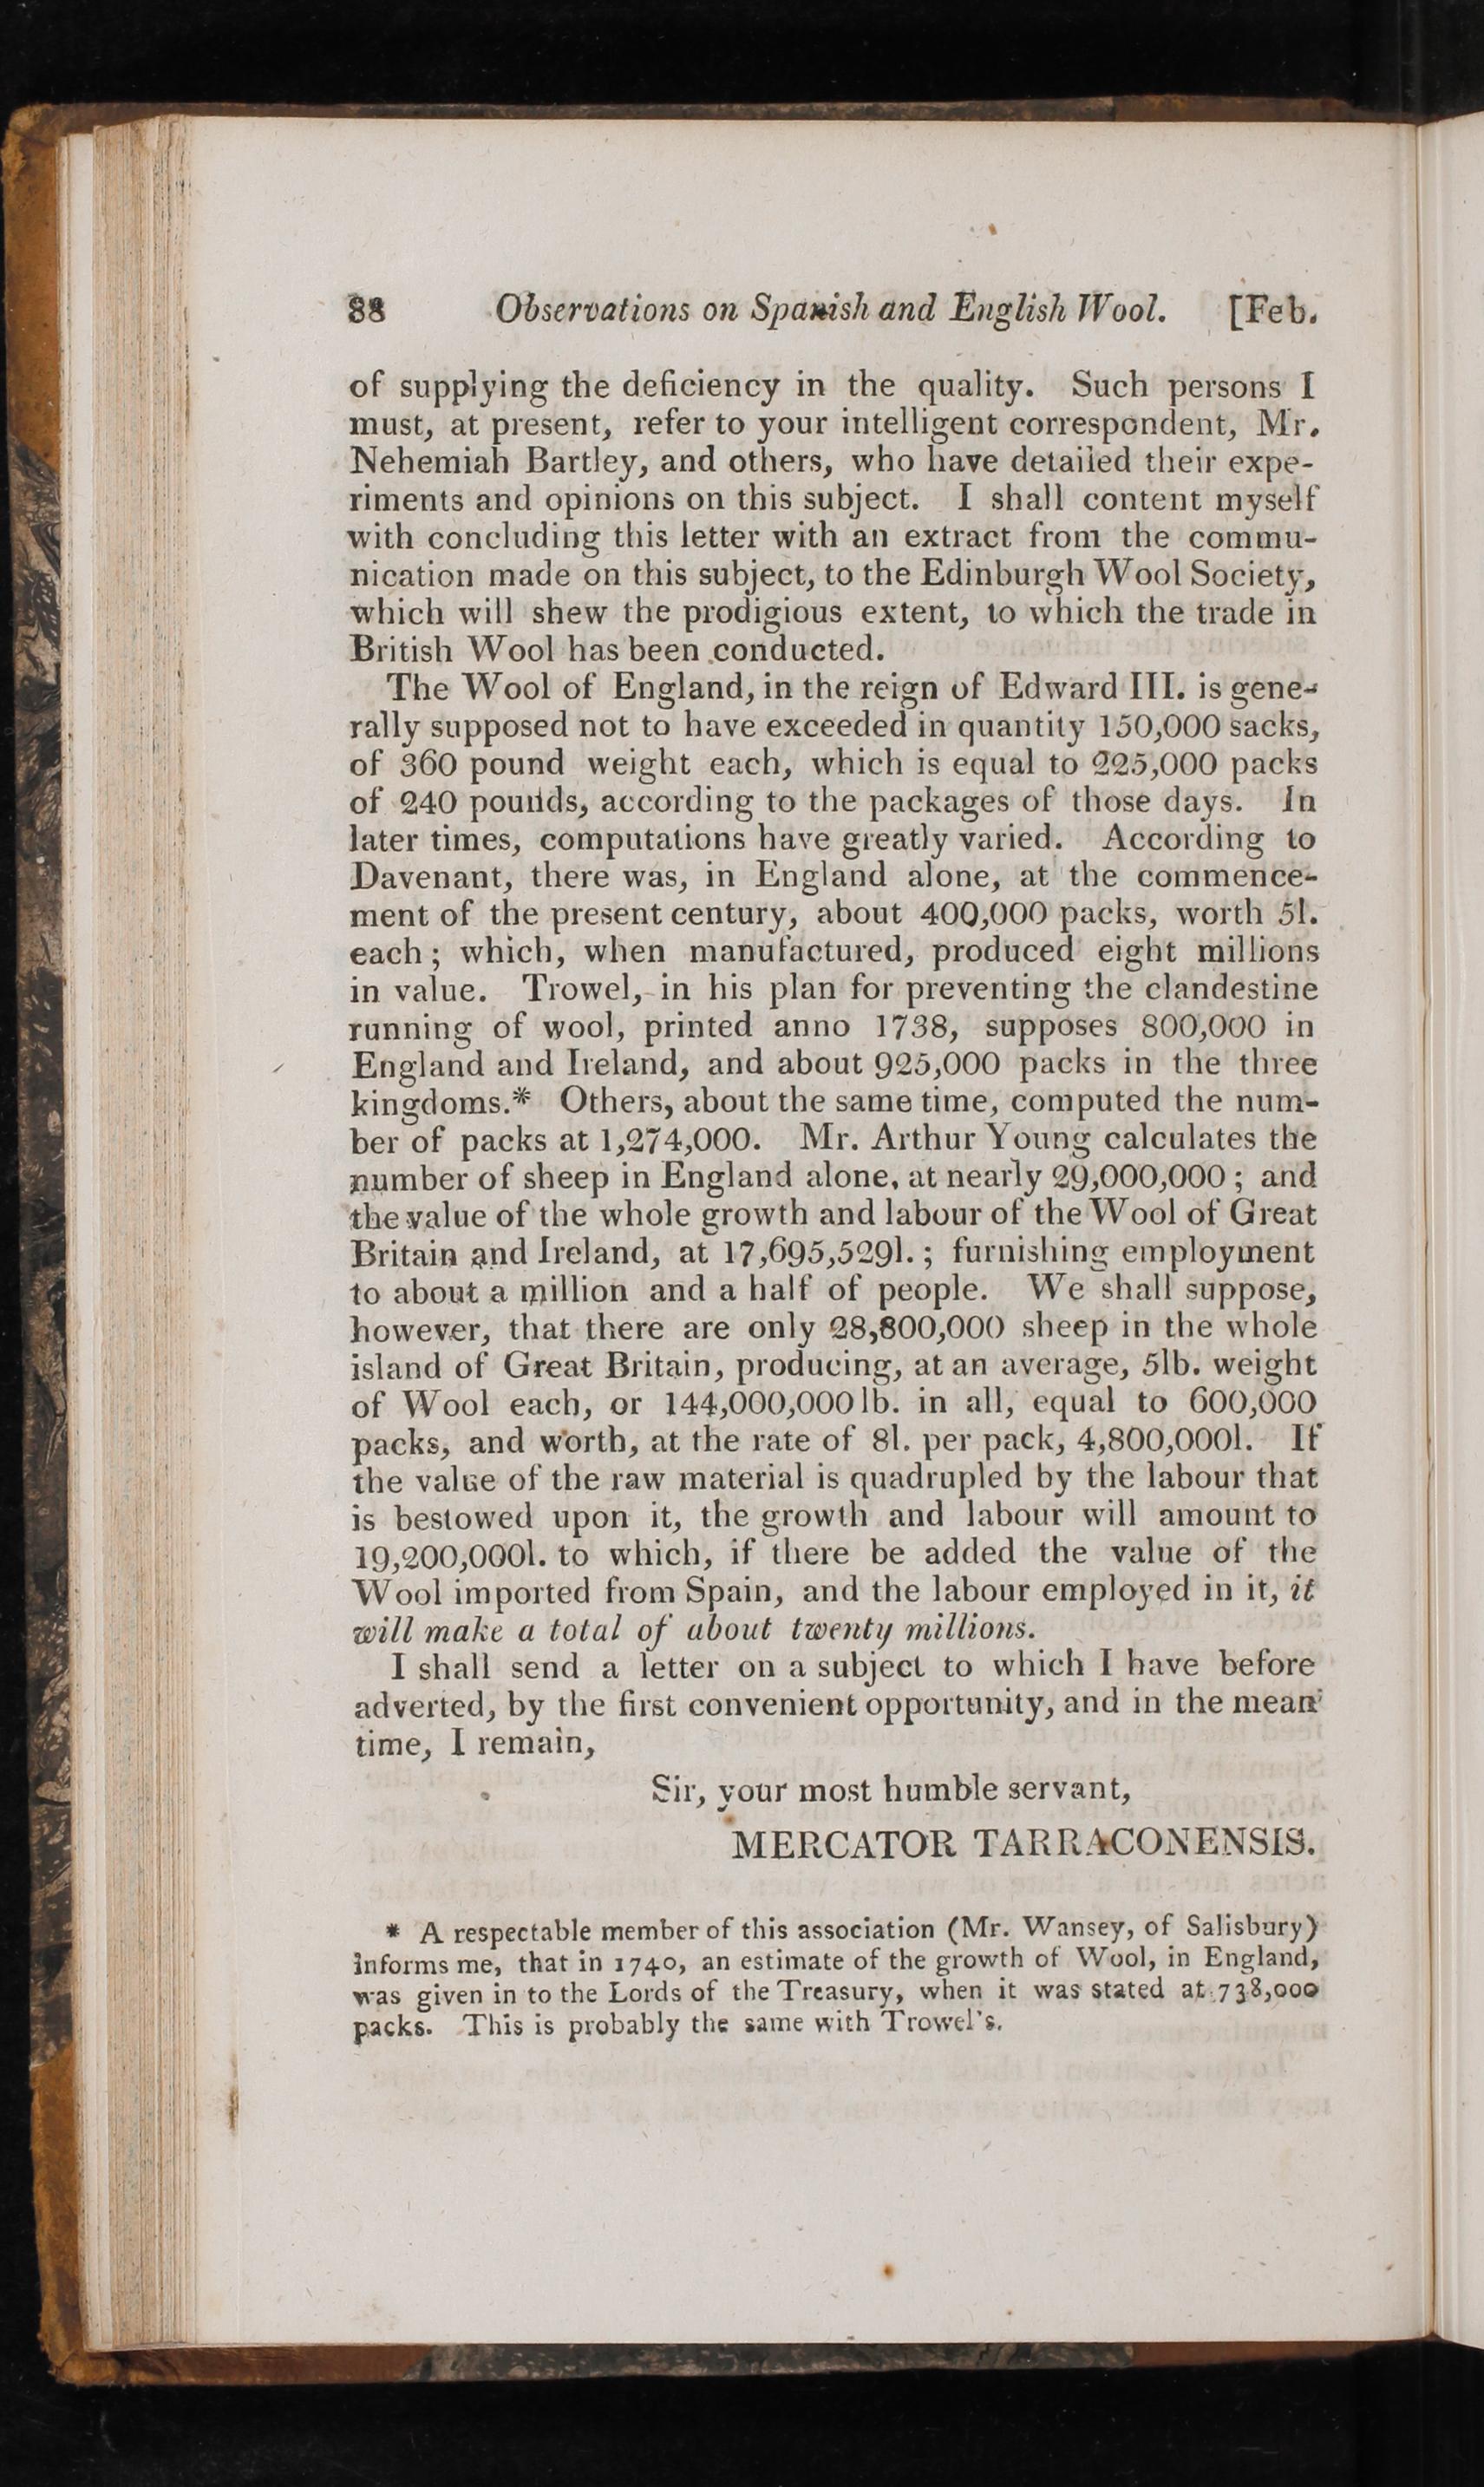 88 Observations on Spanish and English Wool. [Feb.
of supplying the deficiency in the quality. Such persons I
must, at present, refer to your intelligent correspondent, Mr.
Nehemiah Bartley, and others, who have detailed their expe-
riments and opinions on this subject. I shall content myself
with concluding this letter with an extract from the commu-
nication made on this subject, to the Edinburgh Wool Society,
which will shew the prodigious extent, to which the trade in
British Wool has been conducted.
The Wool of England, in the reign of Edward III. is gene-
rally supposed not to have exceeded in quantity 150,000 sacks,
of 360 pound weight each, which is equal to 225,000 packs
of 240 pounds, according to the packages of those days. In
later times, computations have greatly varied. According to
Davenant, there was, in England alone, at the commence-
ment of the present century, about 400,000 packs, worth 5l.
each; which, when manufactured, produced eight millions
in value. Trowel, in his plan for preventing the clandestine
running of wool, printed anno 1738, supposes 800,000 in
England and Ireland, and about 925,000 packs in the three
kingdoms.* Others, about the same time, computed the num-
ber of packs at 1,274,000. Mr. Arthur Young calculates the
number of sheep in England alone, at nearly 29,000,000; and
the value of the whole growth and labour of the Wool of Great
Britain and Ireland, at 17,695,529l.; furnishing employment
to about a million and a half of people. We shall suppose,
however, that there are only 28,800,000 sheep in the whole
island of Great Britain, producing, at an average, 5lb. weight
of Wool each, or 144,000,000lb. in all, equal to 600,000
packs, and worth, at the rate of 8l. per pack, 4,800,000l. If
the value of the raw material is quadrupled by the labour that
is bestowed upon it, the growth and labour will amount to
19,200,000l. to which, if there be added the value of the
Wool imported from Spain, and the labour employed in it, it
will make a total of about twenty millions.
I shall send a letter on a subject to which I have before
adverted, by the first convenient opportunity, and in the mean
time, I remain,
Sir, your most humble servant,
MERCATOR TARRACONENSIS.
* A respectable member of this association (Mr. Wansey, of Salisbury)
informs me, that in 1740, an estimate of the growth of Wool, in England,
was given in to the Lords of the Treasury, when it was stated at 738,000
packs. This is probably the same with Trowel's.